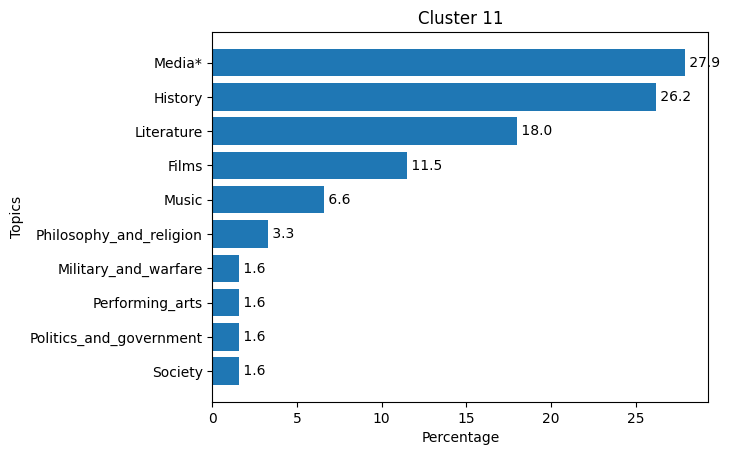 Cluster 11
Topics
Media* 27.9
History 26.2
Literature 18.0
Films 11.5
Music 6.6
Philosophy_and_religion 3.3
Military_and_warfare 1.6
Performing_arts 1.6
Politics_and_government 1.6
Society 1.6
0 5 10 15 20 25
Percentage